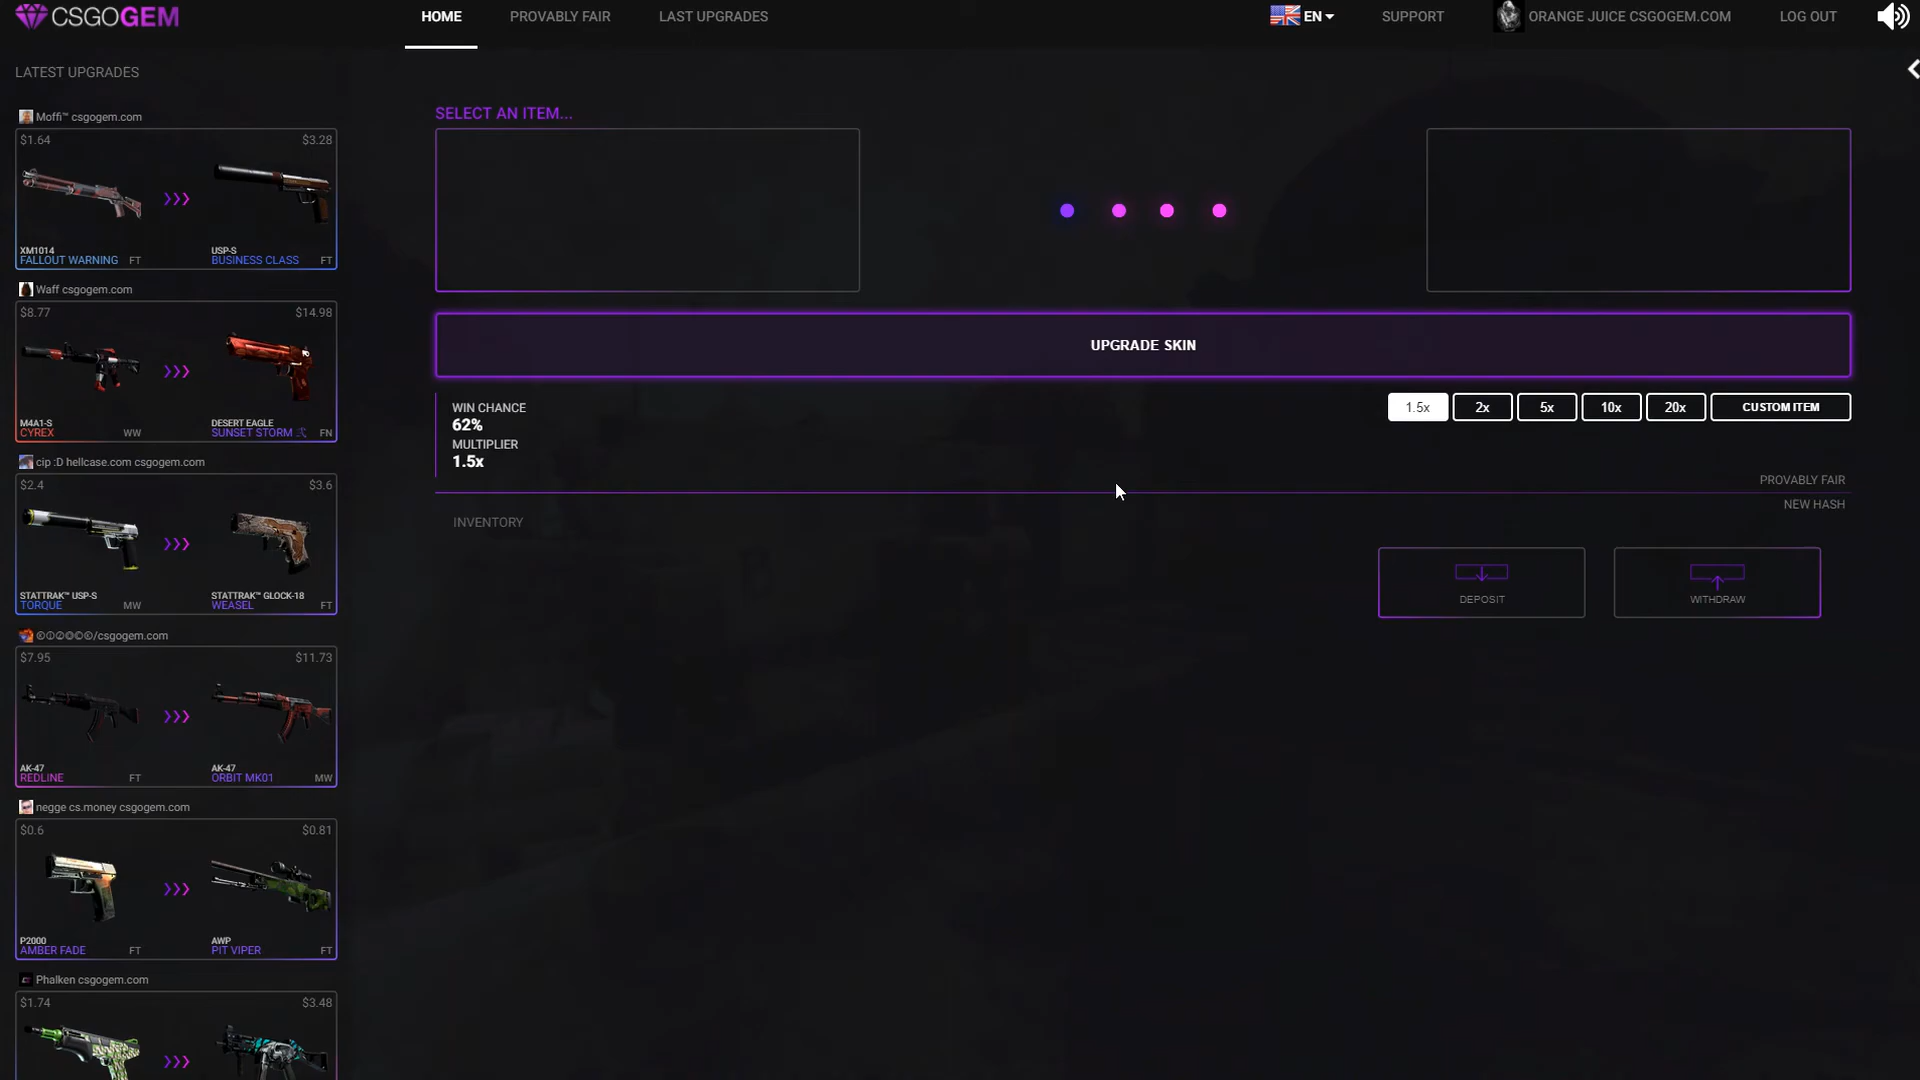 CSGOGEM
HOME
PROVABLY FAIR
LAST UPGRADES
EN
SUPPORT
ORANGE JUICE CSGOGEM.COM
LOG OUT
LATEST UPGRADES
Moffi™ csgogem.com
$1.64 $3.28
XM1014 USP-S
FALLOUT WARNING FT BUSINESS CLASS FT
Waff csgogem.com
$8.77 $14.98
M4A1-S DESERT EAGLE
CYREX WW SUNSET STORM 弐 FN
cip :D hellcase.com csgogem.com
$2.4 $3.6
STATTRAK™ USP-S STATTRAK™ GLOCK-18
TORQUE MW WEASEL FT
/csgogem.com
$7.95 $11.73
AK-47 AK-47
REDLINE FT ORBIT MK01 MW
negge cs.money csgogem.com
$0.6 $0.81
P2000 AWP
AMBER FADE FT PIT VIPER FT
Phalken csgogem.com
$1.74 $3.48
SELECT AN ITEM...
UPGRADE SKIN
WIN CHANCE
62%
MULTIPLIER
1.5x
1.5x 2x 5x 10x 20x CUSTOM ITEM
PROVABLY FAIR
NEW HASH
INVENTORY
DEPOSIT
WITHDRAW